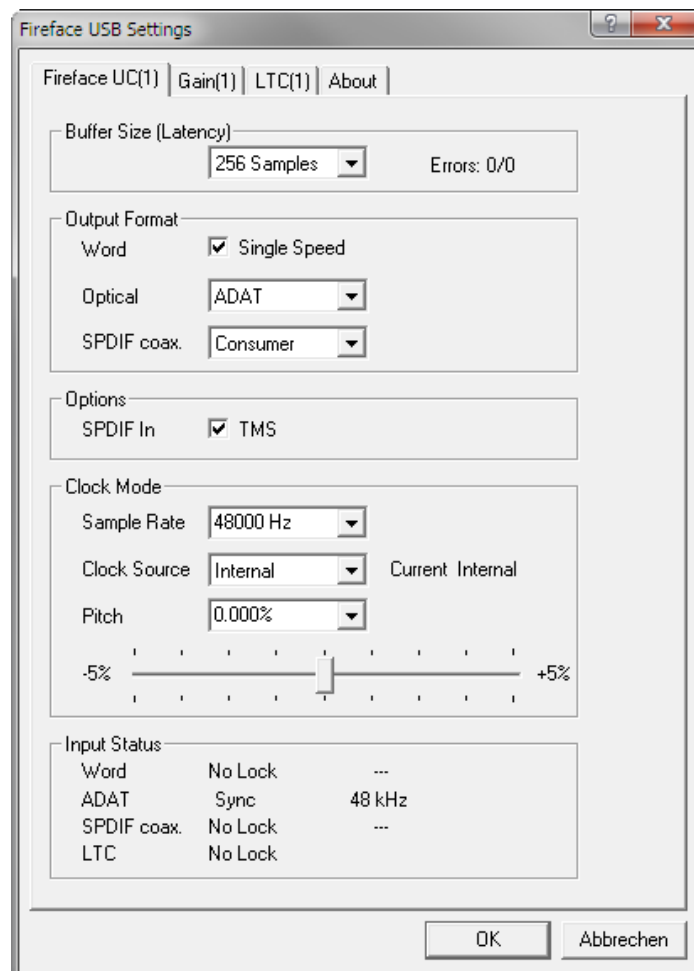 Fireface USB Settings
Fireface UC(1) Gain(1) LTC(1) About
Buffer Size (Latency)
256 Samples Errors: 0/0
Output Format
Word Single Speed
Optical ADAT
SPDIF coax. Consumer
Options
SPDIF In TMS
Clock Mode
Sample Rate 48000 Hz
Clock Source Internal Current Internal
Pitch 0.000%
-5% +5%
Input Status
Word No Lock ---
ADAT Sync 48 kHz
SPDIF coax. No Lock ---
LTC No Lock
OK Abbrechen